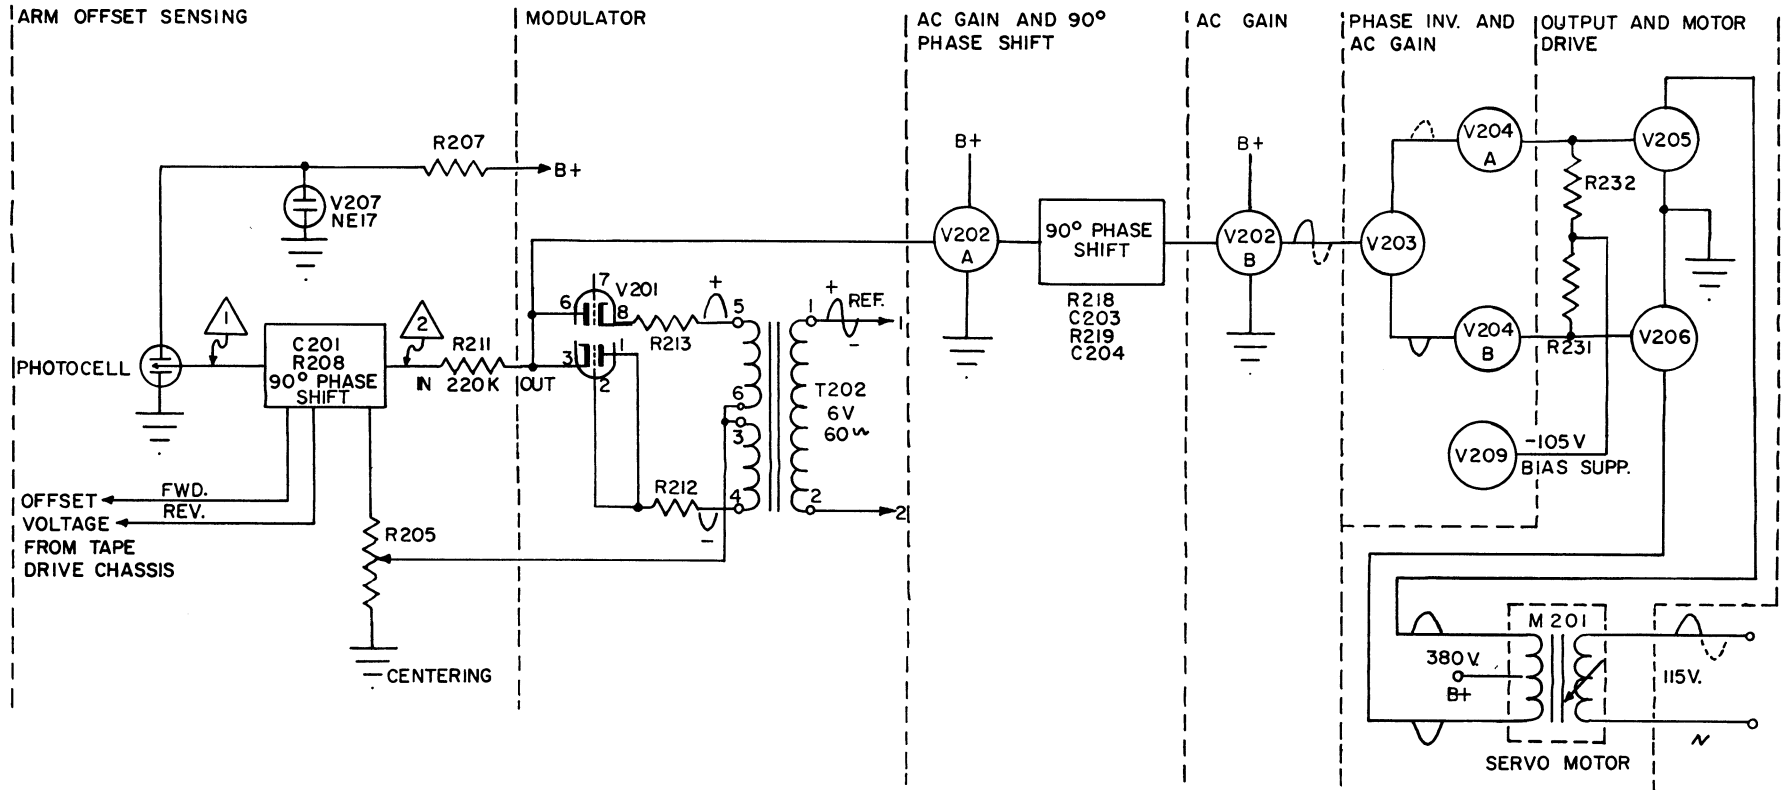 ARM OFFSET SENSING
MODULATOR
AC GAIN AND 90°
PHASE SHIFT
AC GAIN
PHASE INV. AND
AC GAIN
OUTPUT AND MOTOR
DRIVE
R207
B+
V207
NE17
1
2
PHOTOCELL
C201
R208
90° PHASE
SHIFT
IN
R211
220K
OUT
OFFSET
VOLTAGE
FROM TAPE
DRIVE CHASSIS
FWD.
REV.
R205
CENTERING
7
V201
6
8
3
1
2
R213
+
5
6
3
4
R212
-
1
+
REF.
-
1
T202
6V
60~
2
2
B+
V202
A
90° PHASE
SHIFT
R218
C203
R219
C204
B+
V202
B
V203
V204
A
V204
B
V205
R232
R231
V206
V209
-105V
BIAS SUPP.
M201
380V.
B+
115V.
~
SERVO MOTOR